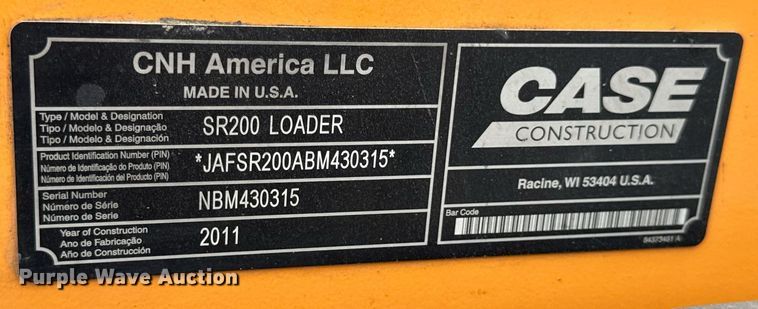 CNH America LLC
MADE IN U.S.A.
Type / Model & Designation
Tipo / Modelo & Designação
Tipo / Modelo & Designación
SR200 LOADER
Product Identification Number (PIN)
Número de Identificação do Produto (PIN)
Número de Identificación del Producto (PIN)
*JAFSR200ABM430315*
Serial Number
Número de Série
Número de Serie
NBM430315
Year of Construction
Ano de Fabricação
Año de Construcción
2011
CASE
CONSTRUCTION
Racine, WI 53404 U.S.A.
Bar Code
84373451 A
Purple Wave Auction